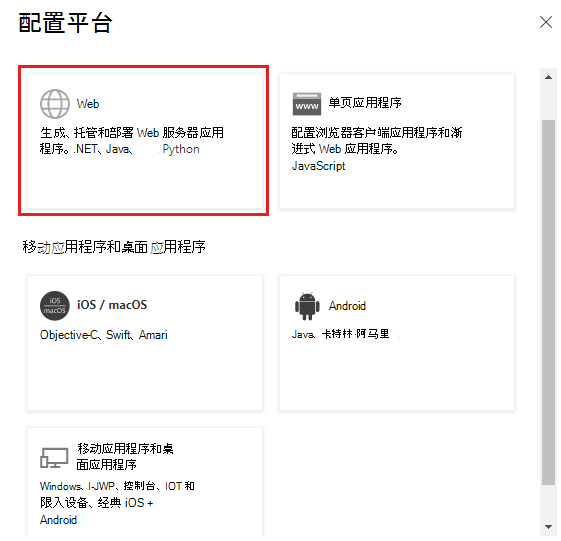 配置平台
Web
生成、托管和部署 Web 服务器应用
程序。.NET、Java、 Python
www
单页应用程序
配置浏览器客户端应用程序和渐
进式 Web 应用程序。
JavaScript
移动应用程序和桌面应用程序
iOS
macOS
iOS / macOS
Objective-C、Swift、Amari
Android
Java、卡特林·阿马里
移动应用程序和桌
面应用程序
Windows、I-JWP、控制台、IOT 和
限入设备、经典 iOS +
Android